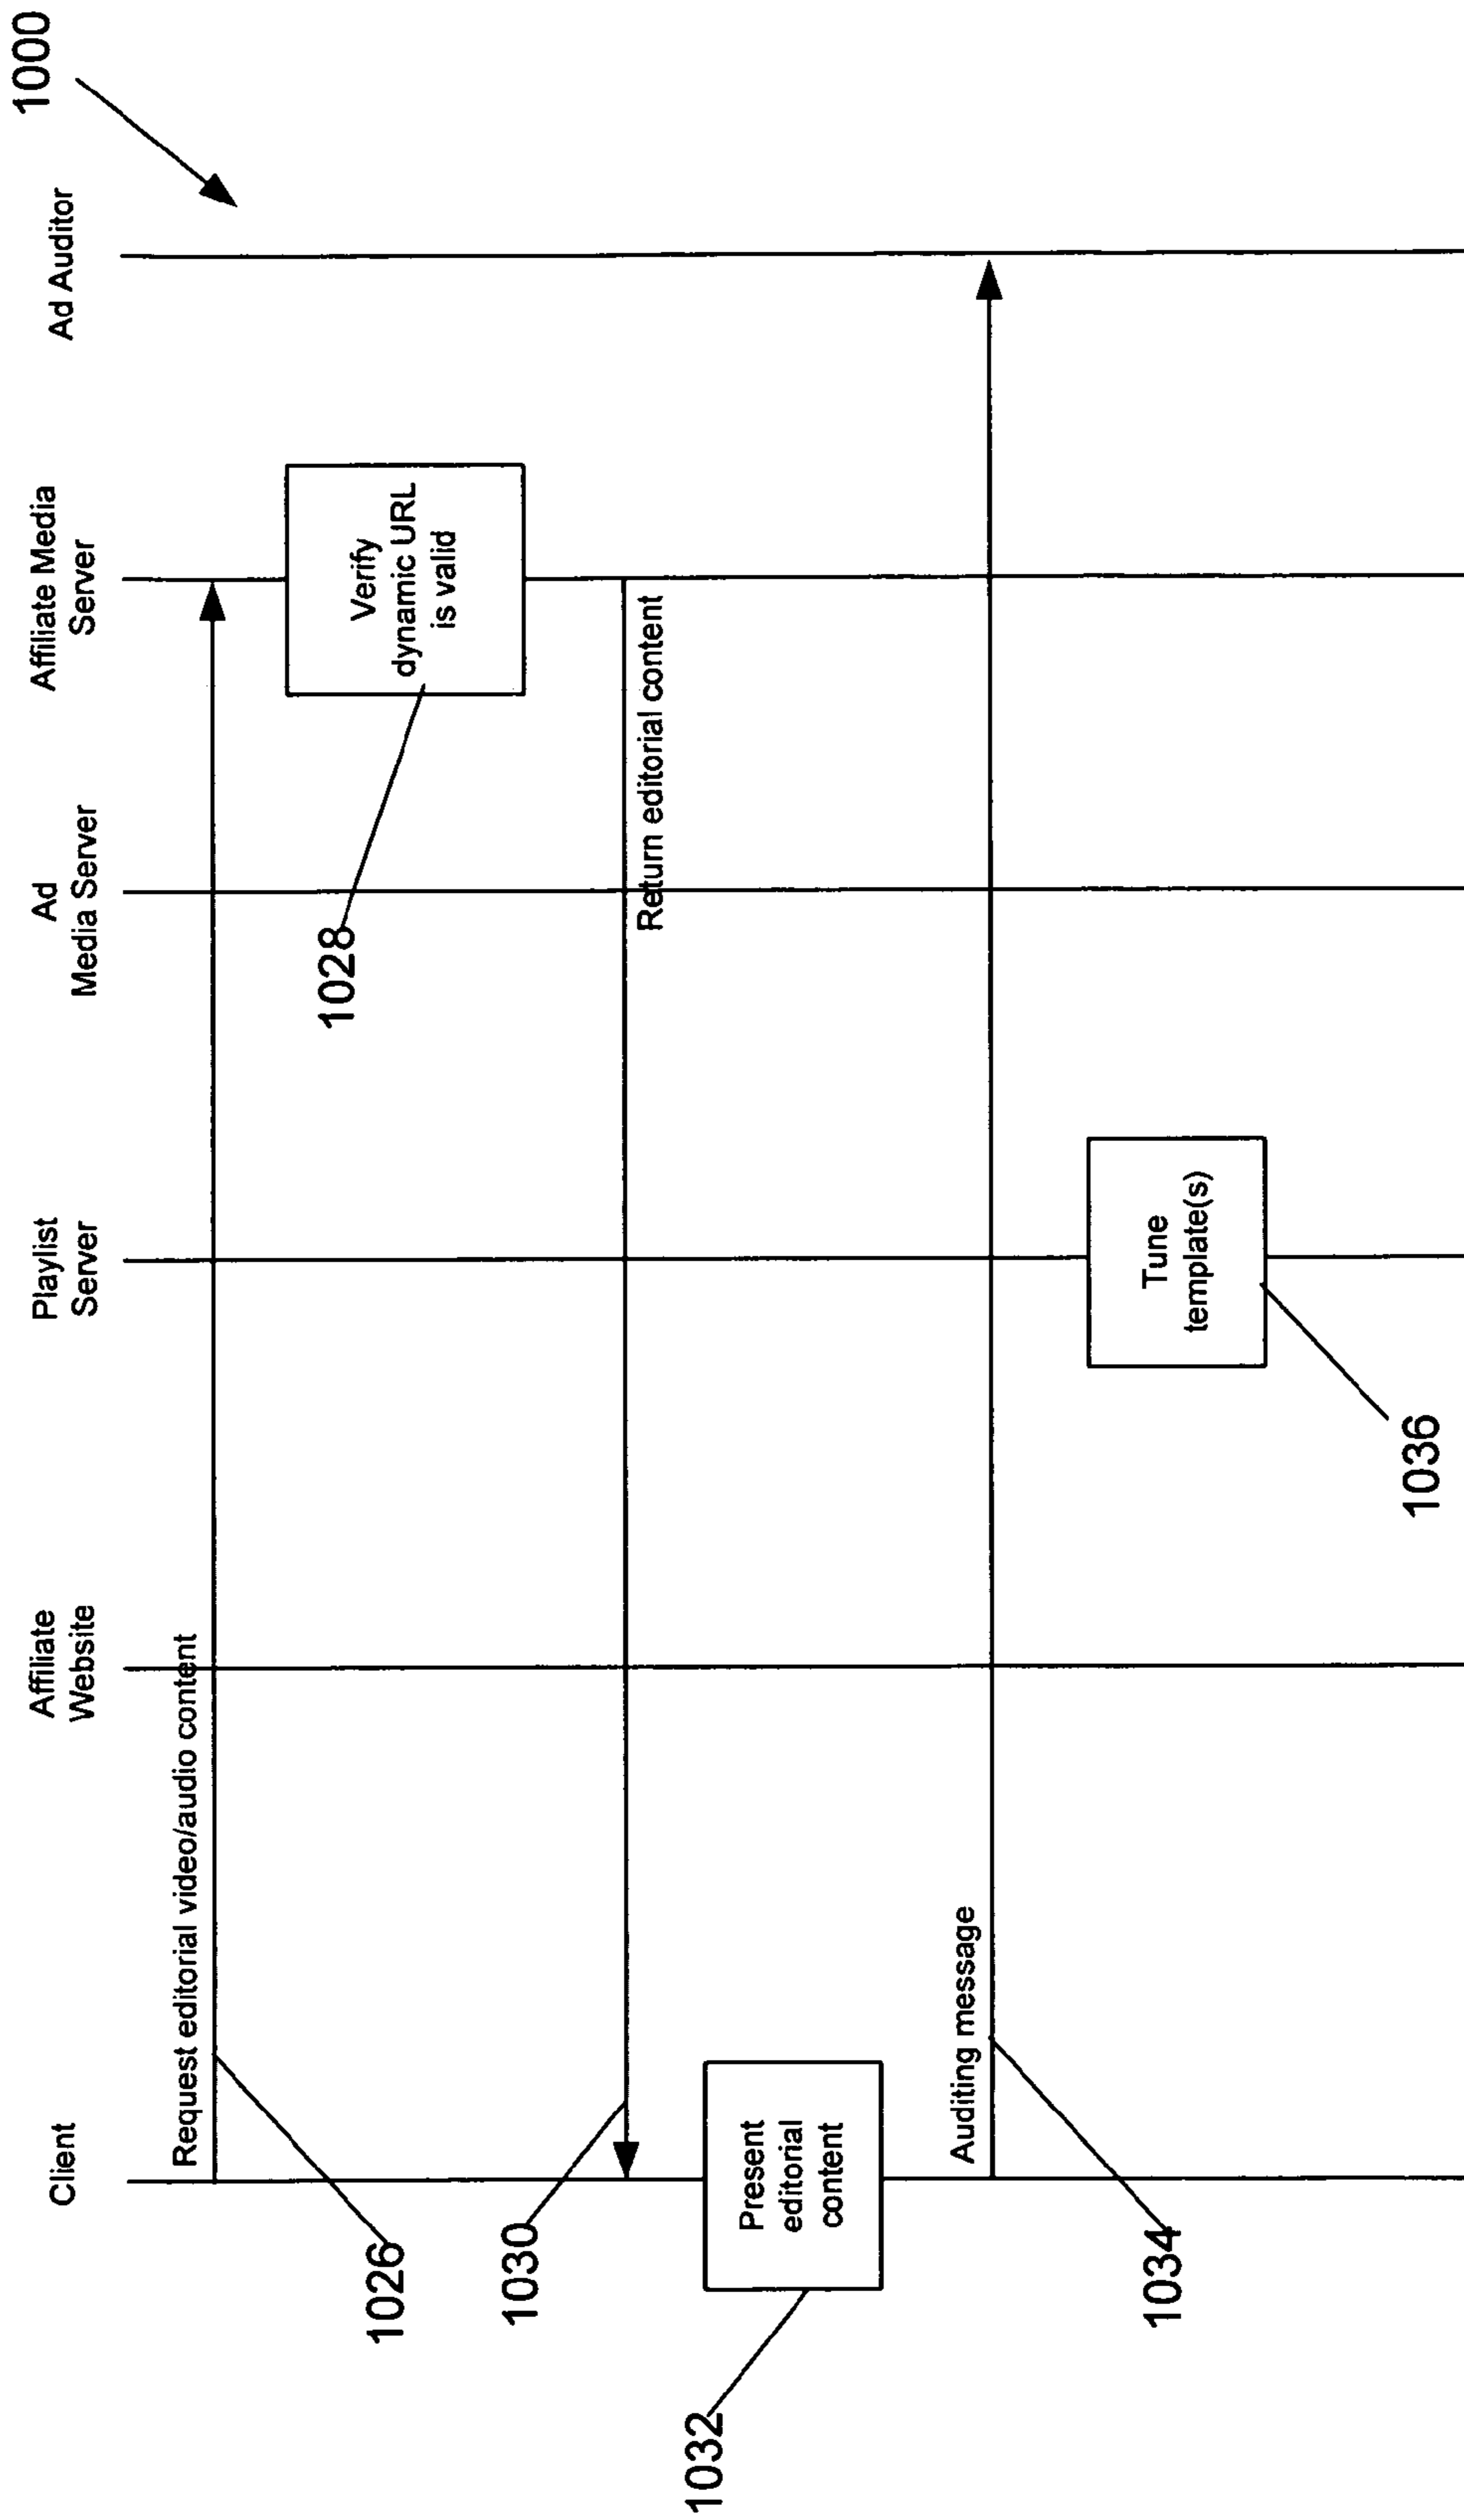 1000
Client
Affiliate
Website
Playlist
Server
Ad
Media Server
Affiliate Media
Server
Ad Auditor
Request editorial video/audio content
1026
Verify
dynamic URL
is valid
1028
Return editorial content
1030
Present
editorial
content
1032
Auditing message
1034
Tune
template(s)
1036